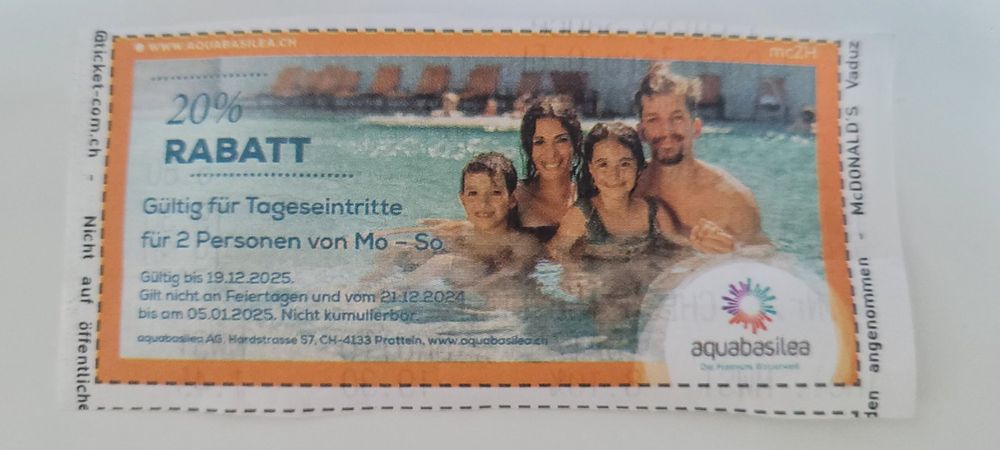 WWW.AQUABASILEA.CH
mcZH
20%
RABATT
Gültig für Tageseintritte
für 2 Personen von Mo – So.
Gültig bis 19.12.2025.
Gilt nicht an Feiertagen und vom 21.12.2024
bis am 05.01.2025. Nicht kumulierbar.
aquabasilea AG, Hardstrasse 57, CH-4133 Pratteln, www.aquabasilea.ch
aquabasilea
Die Premium Wasserwelt
@ticket-com.ch - Nicht auf öffentliche
den angenommen - McDONALD'S Vaduz